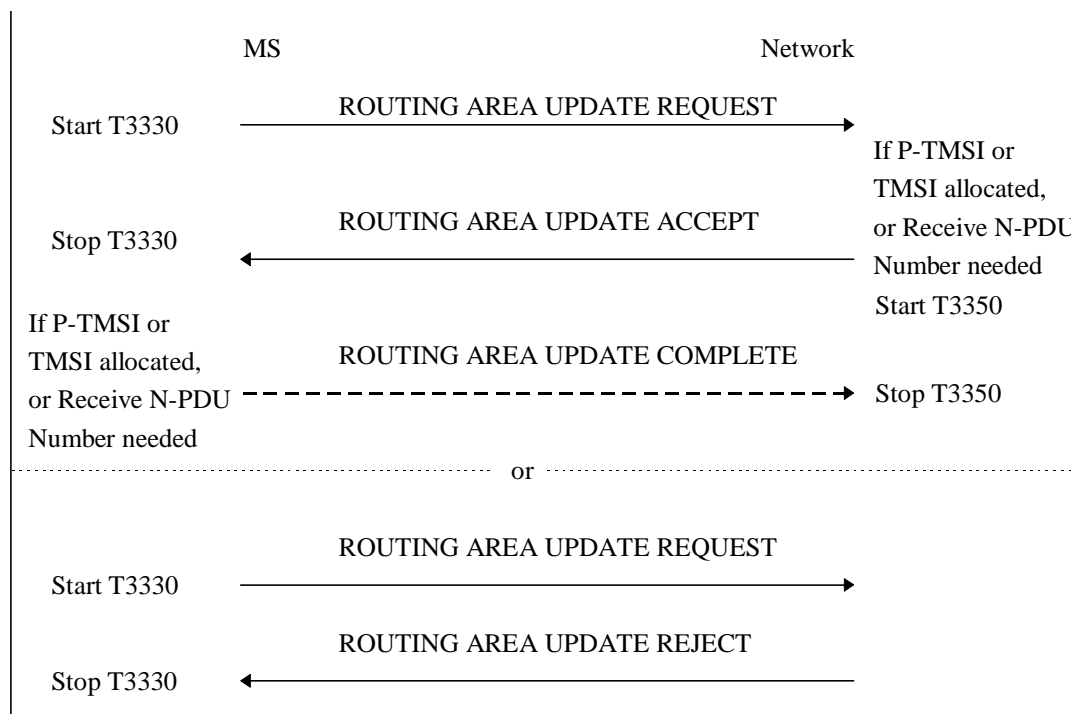 MS
Network
ROUTING AREA UPDATE REQUEST
Start T3330
If P-TMSI or
TMSI allocated,
or Receive N-PDU
Number needed
Start T3350
ROUTING AREA UPDATE ACCEPT
Stop T3330
If P-TMSI or
TMSI allocated,
or Receive N-PDU
Number needed
ROUTING AREA UPDATE COMPLETE
Stop T3350
or
ROUTING AREA UPDATE REQUEST
Start T3330
ROUTING AREA UPDATE REJECT
Stop T3330